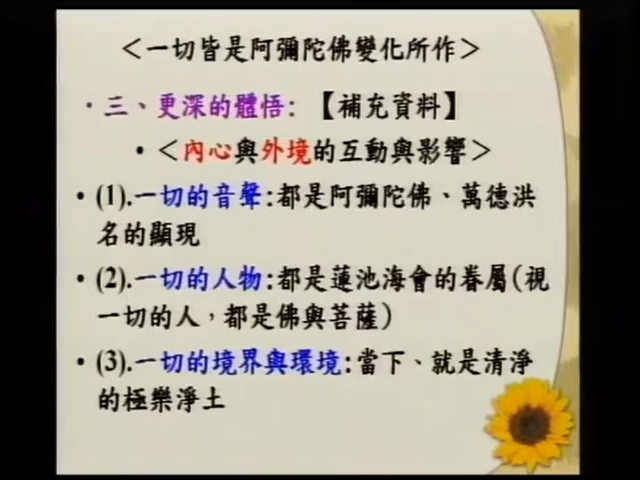 ＜一切皆是阿彌陀佛變化所作＞
·三、更深的體悟:【補充資料】
•＜內心與外境的互動與影響＞
•(1).一切的音聲:都是阿彌陀佛、萬德洪
名的顯現
•(2).一切的人物:都是蓮池海會的眷屬(視
一切的人，都是佛與菩薩)
•(3).一切的境界與環境:當下、就是清淨
的極樂淨土